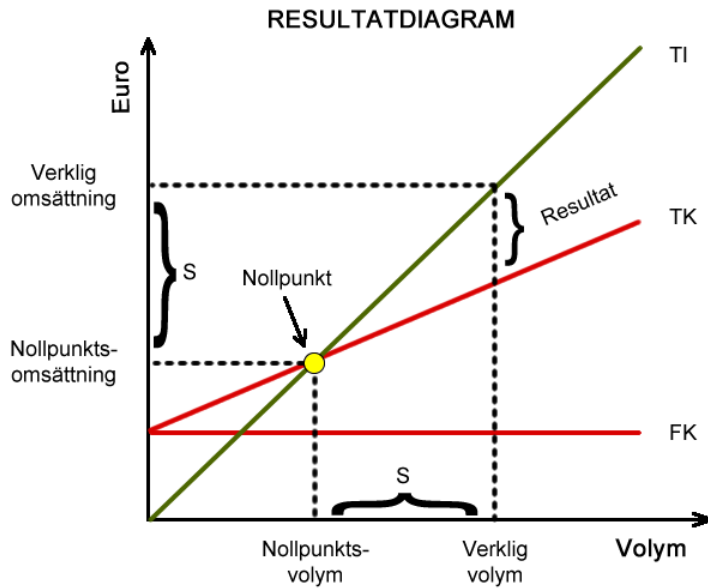 RESULTATDIAGRAM
Euro
TI
Verklig
omsättning
Resultat
TK
S
Nollpunkt
Nollpunkts-
omsättning
FK
S
Nollpunkts-
volym
Verklig
volym
Volym